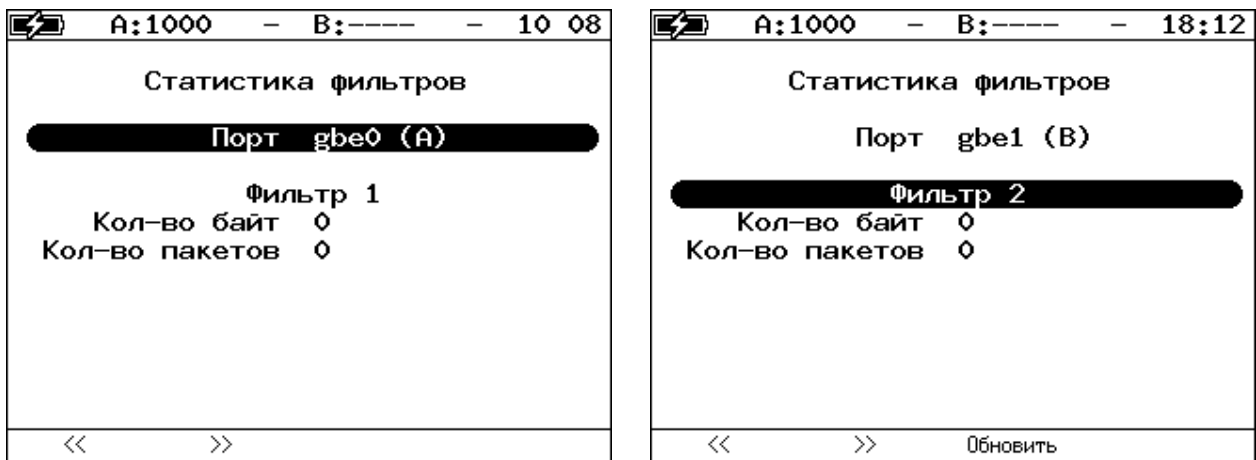 A:1000 – B:---- – 10 08
Статистика фильтров
Порт gbe0 (A)
Фильтр 1
Кол-во байт 0
Кол-во пакетов 0
<< >>
A:1000 – B:---- – 18:12
Статистика фильтров
Порт gbe1 (B)
Фильтр 2
Кол-во байт 0
Кол-во пакетов 0
<< >> Обновить